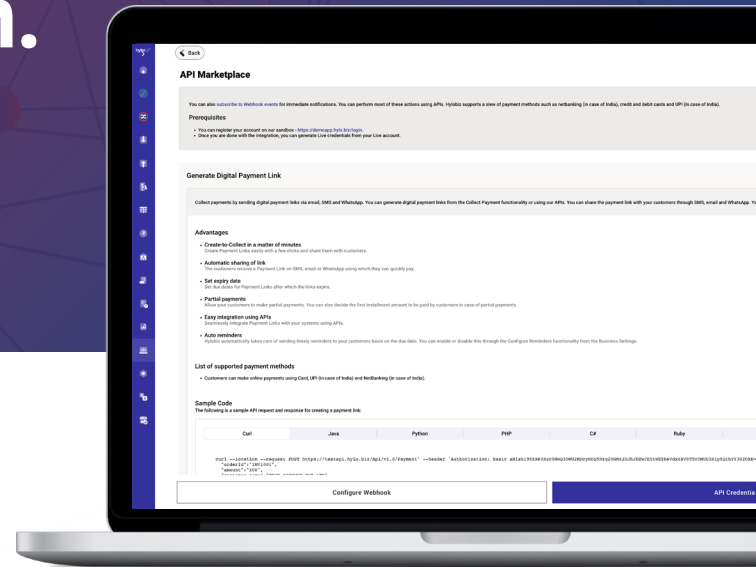 n.
hylobiz
Back
API Marketplace
You can also subscribe to Webhook events for immediate notifications. You can perform most of these actions using APIs. Hylobiz supports a slew of payment methods such as netbanking (in case of India), credit and debit cards and UPI (in case of India).
Prerequisites
• You can register your account on our sandbox - https://demoapp.hylo.biz/login.
• Once you are done with the integration, you can generate Live credentials from your Live account.
Generate Digital Payment Link
Collect payments by sending digital payment links via email, SMS and WhatsApp. You can generate digital payment links from the Collect Payment functionality or using our APIs. You can share the payment link with your customers through SMS, email and WhatsApp. Yo
Advantages
• Create-to-Collect in a matter of minutes
Create Payment Links easily with a few clicks and share them with customers.
• Automatic sharing of link
The customers receive a Payment Link on SMS, email or WhatsApp using which they can quickly pay.
• Set expiry date
Set due dates for Payment Links after which the links expire.
• Partial payments
Allow your customers to make partial payments. You can also decide the first installment amount to be paid by customers in case of partial payments.
• Easy integration using APIs
Seamlessly integrate Payment Links with your systems using APIs.
• Auto reminders
Hylobiz automatically takes care of sending timely reminders to your customers basis on the due date. You can enable or disable this through the Configure Reminders functionality from the Business Settings.
List of supported payment methods
• Customers can make online payments using Card, UPI (in case of India) and NetBanking (in case of India).
Sample Code
The following is a sample API request and response for creating a payment link:
Curl Java Python PHP C# Ruby
curl --location --request POST https://testapi.hylo.biz/Api/v1.0/Payment' --header 'Authorization: Basic
"orderId":"INV1001",
"amount":"100",
Configure Webhook
API Credentia